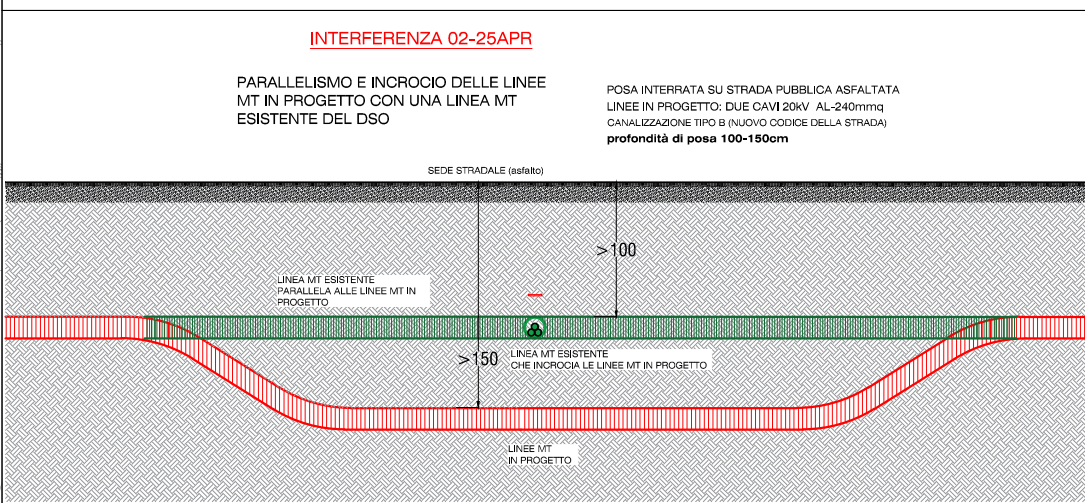 INTERFERENZA 02-25APR
PARALLELISMO E INCROCIO DELLE LINEE
MT IN PROGETTO CON UNA LINEA MT
ESISTENTE DEL DSO
POSA INTERRATA SU STRADA PUBBLICA ASFALTATA
LINEE IN PROGETTO: DUE CAVI 20kV AL-240mmq
CANALIZZAZIONE TIPO B (NUOVO CODICE DELLA STRADA)
profondità di posa 100-150cm
SEDE STRADALE (asfalto)
>100
LINEA MT ESISTENTE
PARALLELA ALLE LINEE MT IN
PROGETTO
>150
LINEA MT ESISTENTE
CHE INCROCIA LE LINEE MT IN PROGETTO
LINEE MT
IN PROGETTO